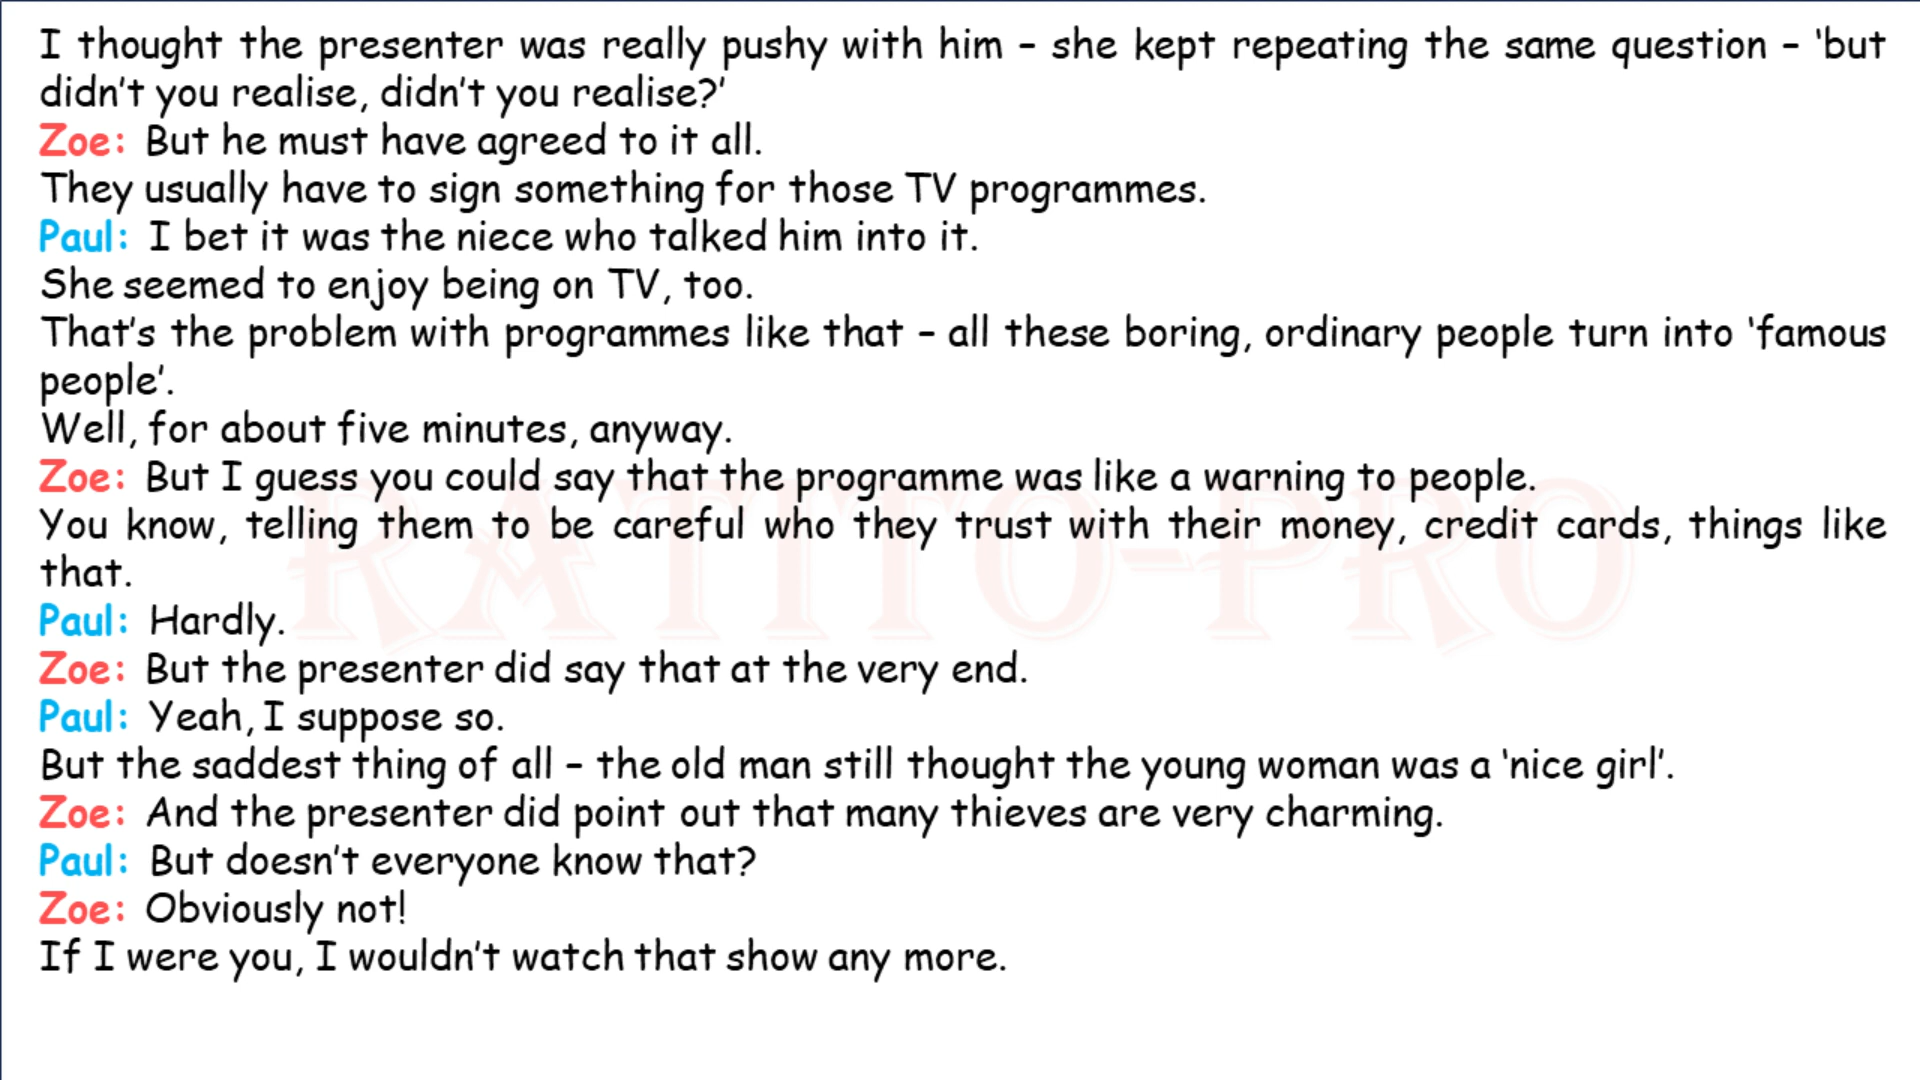 I thought the presenter was really pushy with him – she kept repeating the same question – ‘but
didn’t you realise, didn’t you realise?’
Zoe: But he must have agreed to it all.
They usually have to sign something for those TV programmes.
Paul: I bet it was the niece who talked him into it.
She seemed to enjoy being on TV, too.
That’s the problem with programmes like that – all these boring, ordinary people turn into ‘famous
people’.
Well, for about five minutes, anyway.
Zoe: But I guess you could say that the programme was like a warning to people.
You know, telling them to be careful who they trust with their money, credit cards, things like
that.
RATITO-PRO
Paul: Hardly.
Zoe: But the presenter did say that at the very end.
Paul: Yeah, I suppose so.
But the saddest thing of all – the old man still thought the young woman was a ‘nice girl’.
Zoe: And the presenter did point out that many thieves are very charming.
Paul: But doesn’t everyone know that?
Zoe: Obviously not!
If I were you, I wouldn’t watch that show any more.